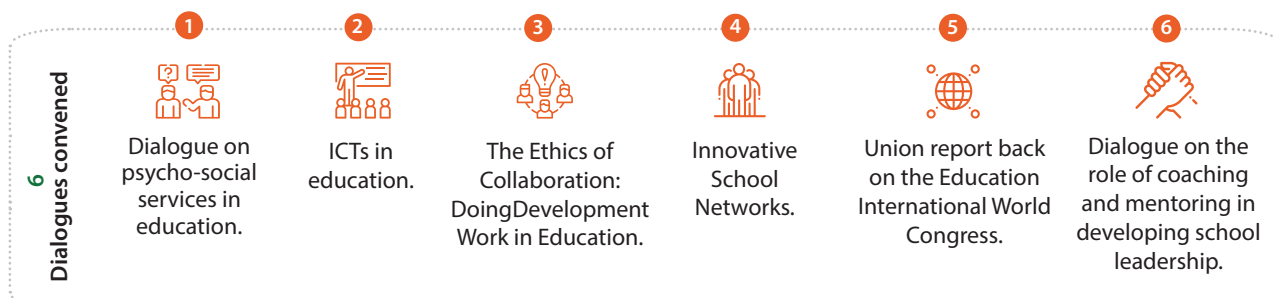 6
Dialogues convened
1
Dialogue on
psycho-social
services in
education.
2
ICTs in
education.
3
The Ethics of
Collaboration:
DoingDevelopment
Work in Education.
4
Innovative
School
Networks.
5
Union report back
on the Education
International World
Congress.
6
Dialogue on the
role of coaching
and mentoring in
developing school
leadership.